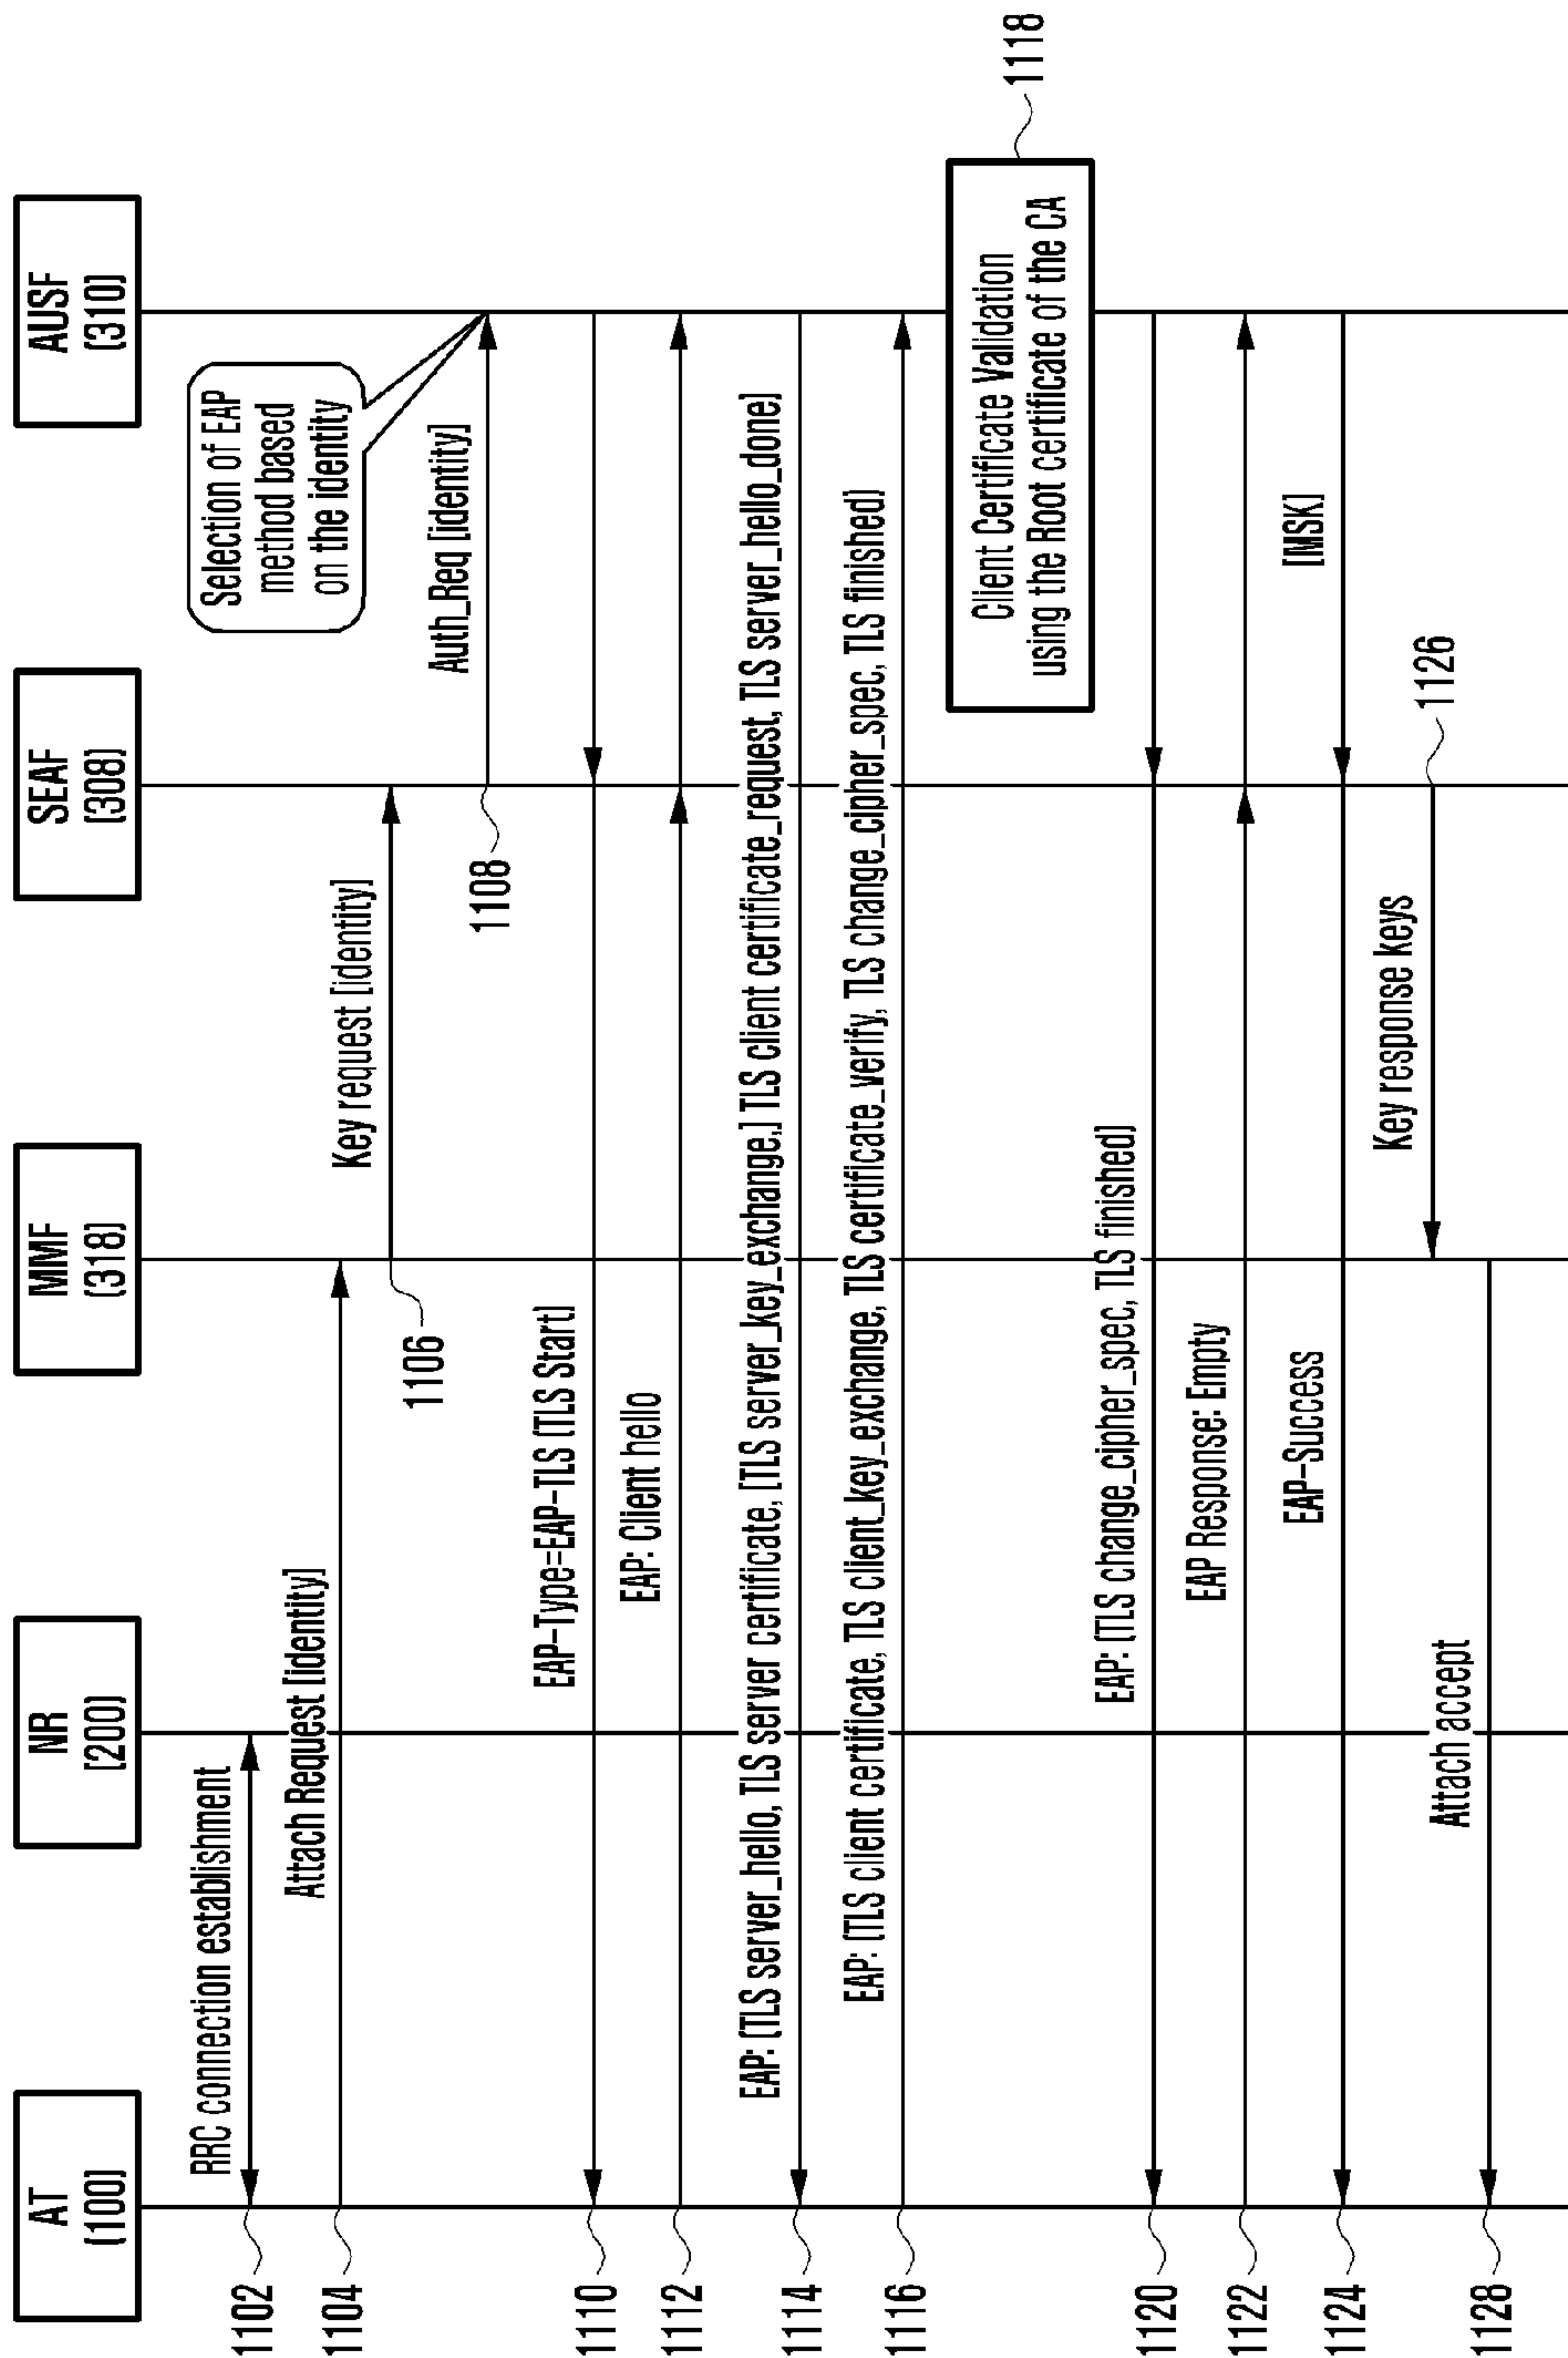 AT
(100)
NR
(200)
MMF
(318)
SEAF
(308)
AUSF
(310)
1102
RRC connection establishment
1104
Attach Request (identity)
1106
Key request (identity)
1108
Auth_Req (identity)
Selection of EAP
method based
on the identity
1110
EAP-Type=EAP-TLS (TLS Start)
1112
EAP: Client hello
1114
EAP: (TLS server_hello, TLS server certificate, [TLS server_key_exchange,] TLS client certificate_request, TLS server_hello_done)
1116
EAP: (TLS client certificate, TLS client_key_exchange, TLS certificate_verify, TLS change_cipher_spec, TLS finished)
1118
Client Certificate Validation
using the Root certificate of the CA
1120
EAP: (TLS change_cipher_spec, TLS finished)
1122
EAP Response: Empty
1124
EAP-Success
[MSK]
1126
Key response Keys
1128
Attach accept